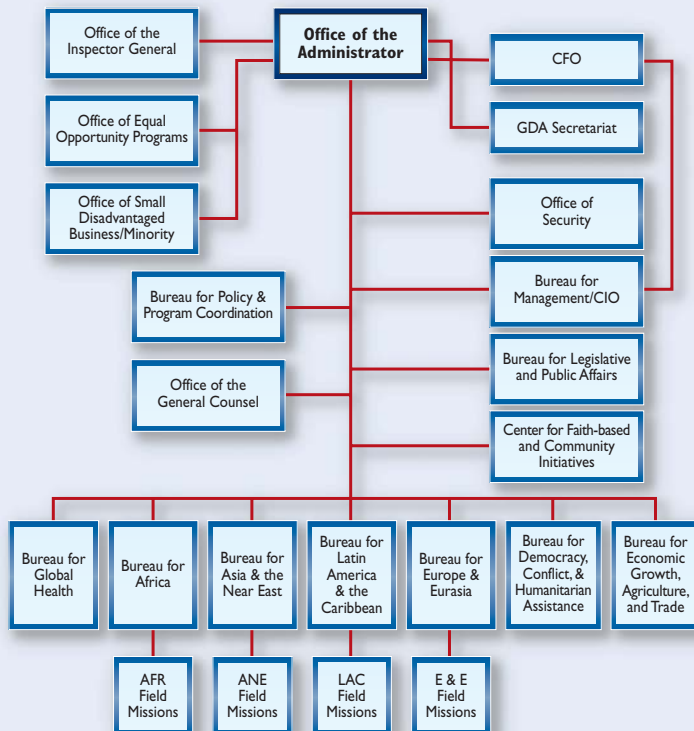 Office of the
Inspector General
Office of the
Administrator
CFO
Office of Equal
Opportunity Programs
GDA Secretariat
Office of Small
Disadvantaged
Business/Minority
Office of
Security
Bureau for Policy &
Program Coordination
Bureau for
Management/CIO
Office of the
General Counsel
Bureau for Legislative
and Public Affairs
Center for Faith-based
and Community
Initiatives
Bureau for
Global
Health
Bureau for
Africa
Bureau for
Asia & the
Near East
Bureau for
Latin
America
& the
Caribbean
Bureau for
Europe &
Eurasia
Bureau for
Democracy,
Conflict, &
Humanitarian
Assistance
Bureau for
Economic
Growth,
Agriculture,
and Trade
AFR
Field
Missions
ANE
Field
Missions
LAC
Field
Missions
E & E
Field
Missions